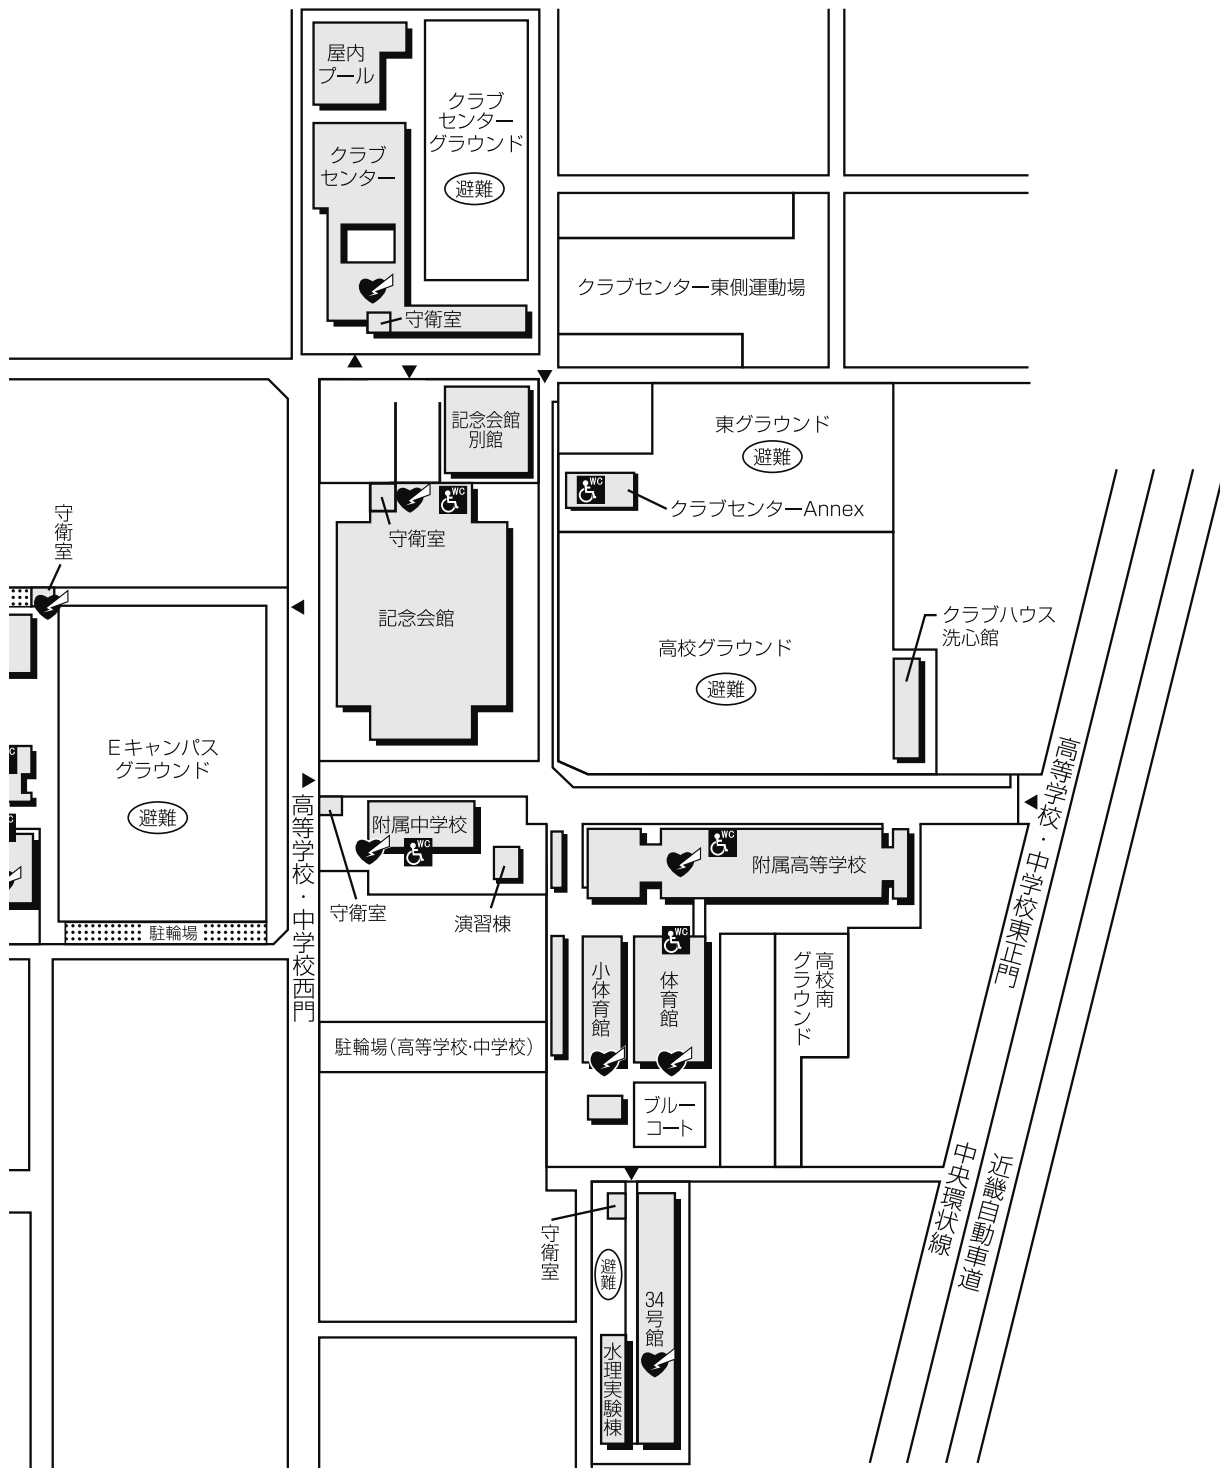 屋内
プール
クラブ
センター
グラウンド
避難
クラブ
センター
守衛室
クラブセンター東側運動場
記念会館
別館
東グラウンド
避難
WC
クラブセンターAnnex
WC
守衛室
守衛室
記念会館
高校グラウンド
避難
クラブハウス
洗心館
Eキャンパス
グラウンド
避難
駐輪場
高等学校・中学校西門
附属中学校
WC
守衛室
演習棟
WC
附属高等学校
高等学校・中学校東正門
WC
小体育館
体育館
高校南
グラウンド
駐輪場(高等学校・中学校)
ブルー
コート
守衛室
避難
34号館
水理実験棟
中央環状線
近畿自動車道